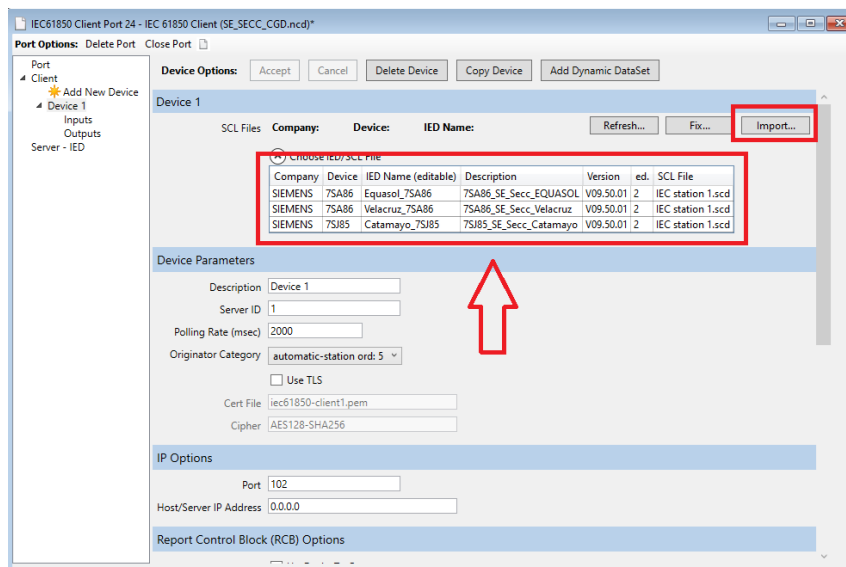 IEC61850 Client Port 24 - IEC 61850 Client (SE_SECC_CGD.ncd)*
Port Options: Delete Port Close Port
Port
Client
Add New Device
Device 1
Inputs
Outputs
Server - IED
Device Options: Accept Cancel Delete Device Copy Device Add Dynamic DataSet
Device 1
SCL Files Company: Device: IED Name: Refresh... Fix... Import...
Choose IED/SCL File
Company Device IED Name (editable) Description Version ed. SCL File
SIEMENS 7SA86 Equasol_7SA86 7SA86_SE_Secc_EQUASOL V09.50.01 2 IEC station 1.scd
SIEMENS 7SA86 Velacruz_7SA86 7SA86_SE_Secc_Velacruz V09.50.01 2 IEC station 1.scd
SIEMENS 7SJ85 Catamayo_7SJ85 7SJ85_SE_Secc_Catamayo V09.50.01 2 IEC station 1.scd
Device Parameters
Description Device 1
Server ID 1
Polling Rate (msec) 2000
Originator Category automatic-station ord: 5
Use TLS
Cert File iec61850-client1.pem
Cipher AES128-SHA256
IP Options
Port 102
Host/Server IP Address 0.0.0.0
Report Control Block (RCB) Options